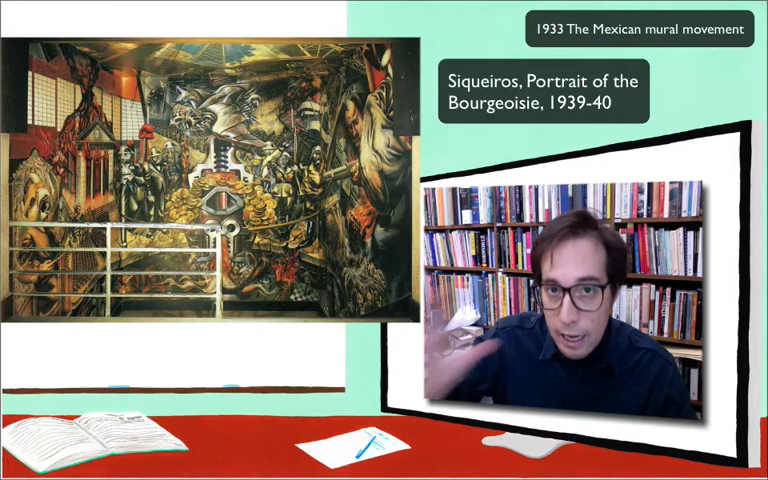 1933 The Mexican mural movement
Siqueiros, Portrait of the
Bourgeoisie, 1939-40